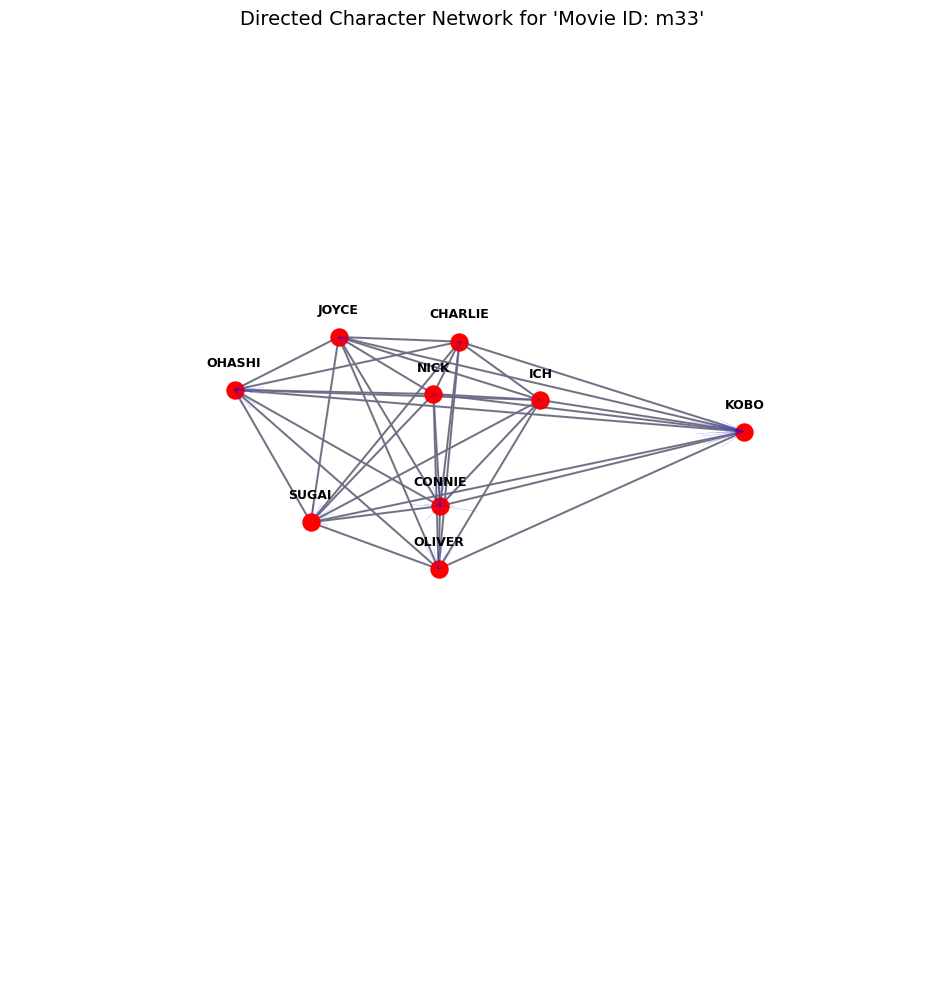 Directed Character Network for 'Movie ID: m33'
JOYCE
CHARLIE
OHASHI
NICK
ICH
KOBO
CONNIE
SUGAI
OLIVER